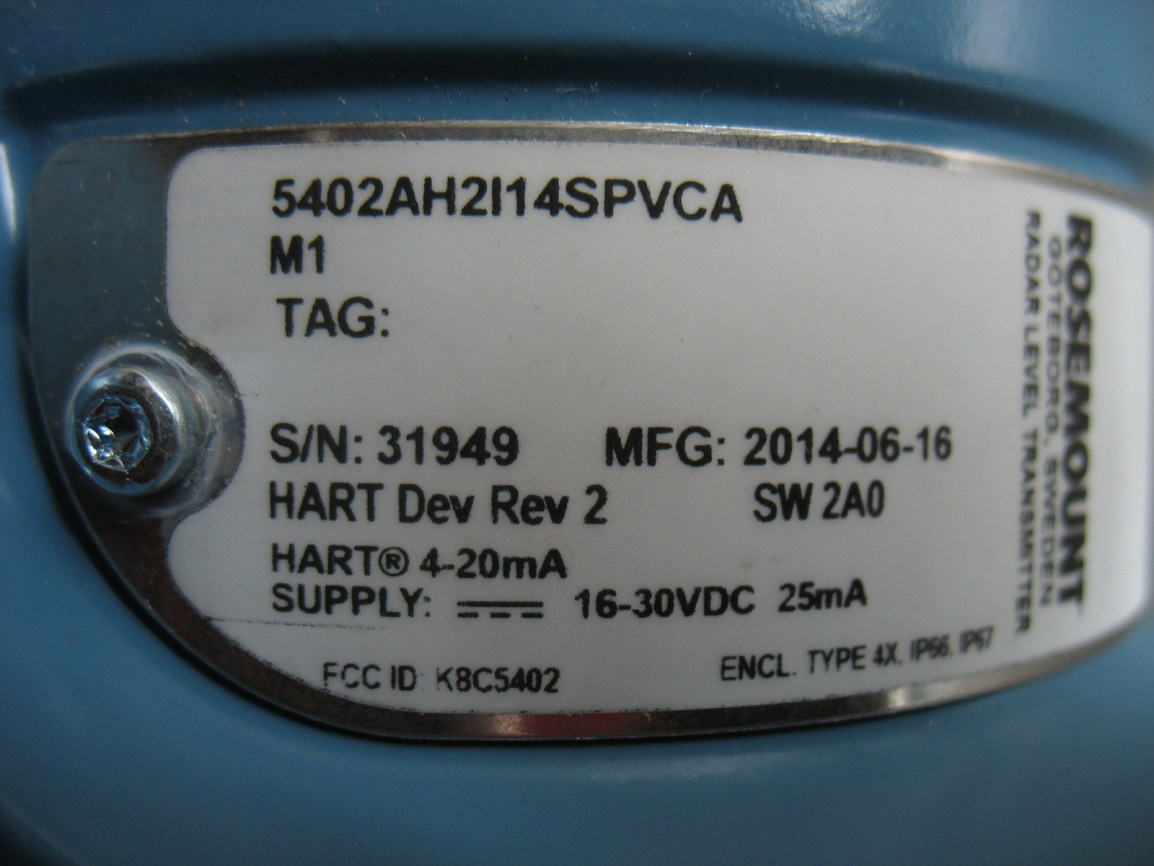 5402AH2I14SPVCA
M1
TAG:
S/N: 31949 MFG: 2014-06-16
HART Dev Rev 2 SW 2A0
HART® 4-20mA
SUPPLY: 16-30VDC 25mA
FCC ID: K8C5402 ENCL. TYPE 4X, IP66, IP67
ROSEMOUNT
GÖTEBORG, SWEDEN
RADAR LEVEL TRANSMITTER